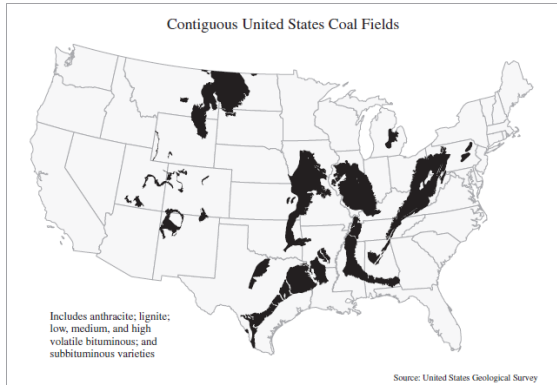 Contiguous United States Coal Fields
Includes anthracite; lignite;
low, medium, and high
volatile bituminous; and
subbituminous varieties
Source: United States Geological Survey